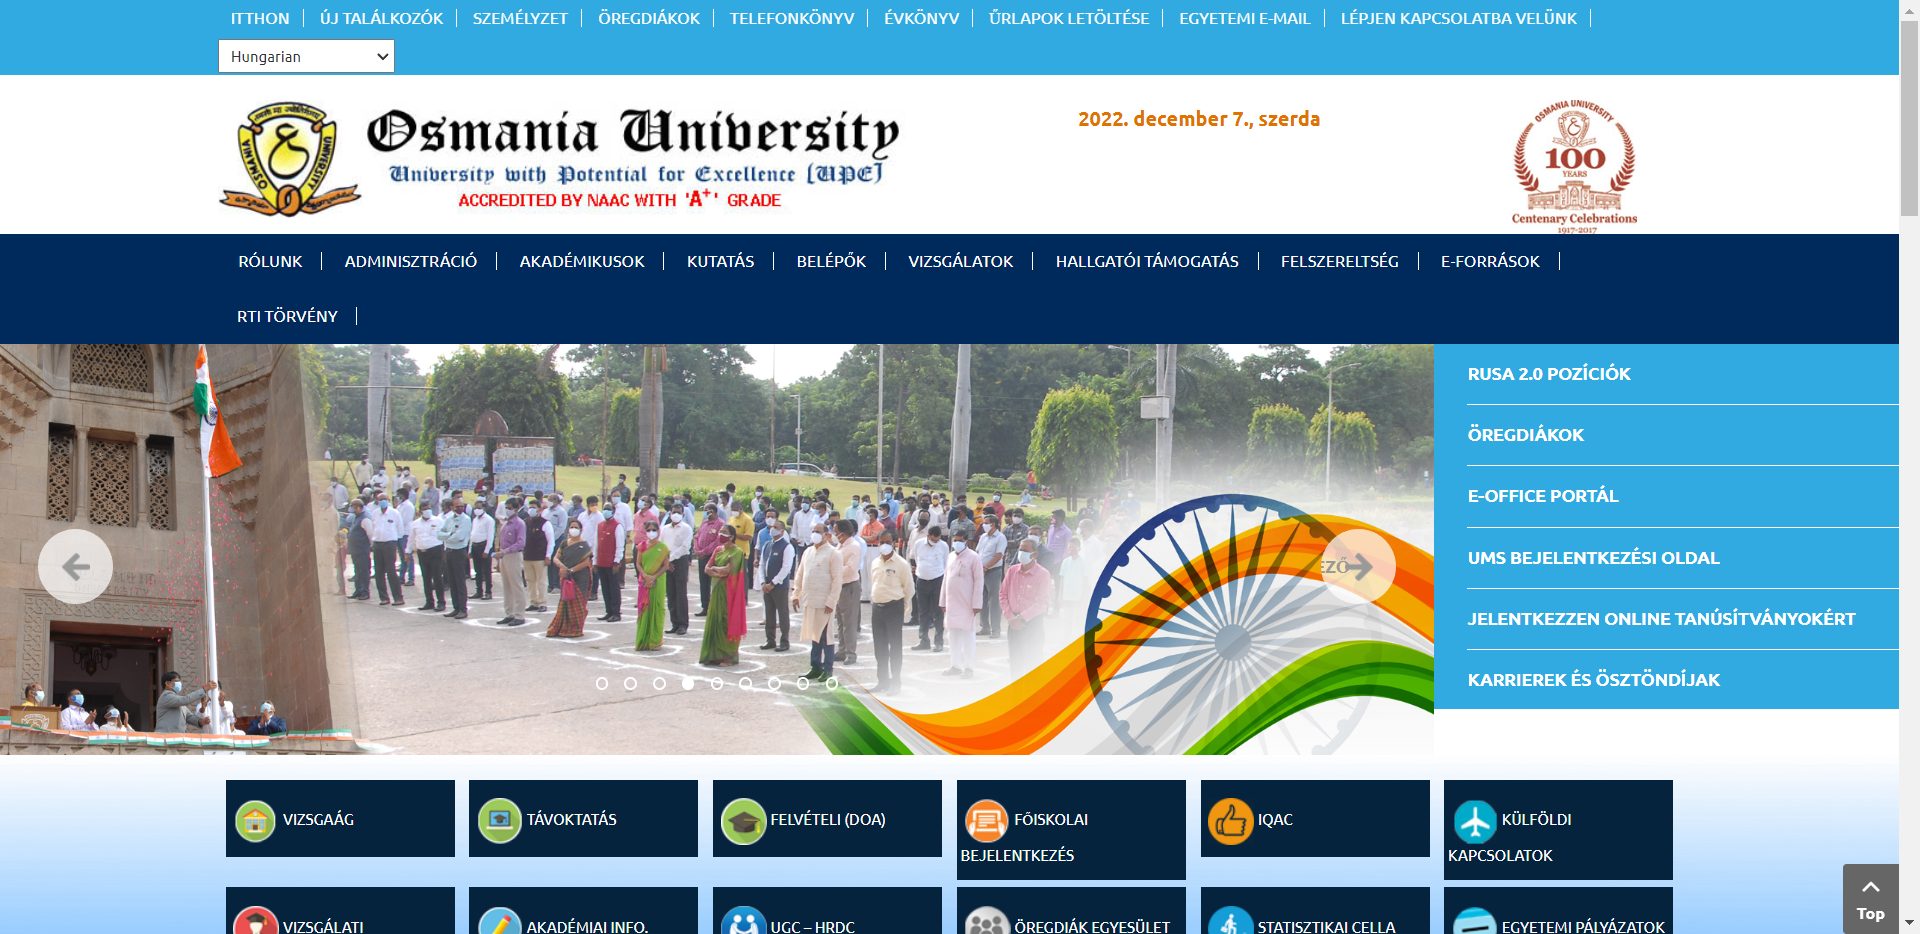 ITTHON
ÚJ TALÁLKOZÓK
SZEMÉLYZET
ÖREGDIÁKOK
TELEFONKÖNYV
ÉVKÖNYV
ŰRLAPOK LETÖLTÉSE
EGYETEMI E-MAIL
LÉPJEN KAPCSOLATBA VELÜNK
Hungarian
OSMANIA UNIVERSITY
Osmania University
University with Potential for Excellence [UPE]
ACCREDITED BY NAAC WITH 'A+' GRADE
2022. december 7., szerda
OSMANIA UNIVERSITY
100
YEARS
Centenary Celebrations
1917-2017
RÓLUNK
ADMINISZTRÁCIÓ
AKADÉMIKUSOK
KUTATÁS
BELÉPŐK
VIZSGÁLATOK
HALLGATÓI TÁMOGATÁS
FELSZERELTSÉG
E-FORRÁSOK
RTI TÖRVÉNY
RUSA 2.0 POZÍCIÓK
ÖREGDIÁKOK
E-OFFICE PORTÁL
UMS BEJELENTKEZÉSI OLDAL
JELENTKEZZEN ONLINE TANÚSÍTVÁNYOKÉRT
KARRIEREK ÉS ÖSZTÖNDÍJAK
EZŐ
VIZSGAÁG
TÁVOKTATÁS
FELVÉTELI (DOA)
FŐISKOLAI
BEJELENTKEZÉS
IQAC
KÜLFÖLDI
KAPCSOLATOK
VIZSGÁLATI
AKADÉMIAI INFO.
UGC – HRDC
ÖREGDIÁK EGYESÜLET
STATISZTIKAI CELLA
EGYETEMI PÁLYÁZATOK
Top